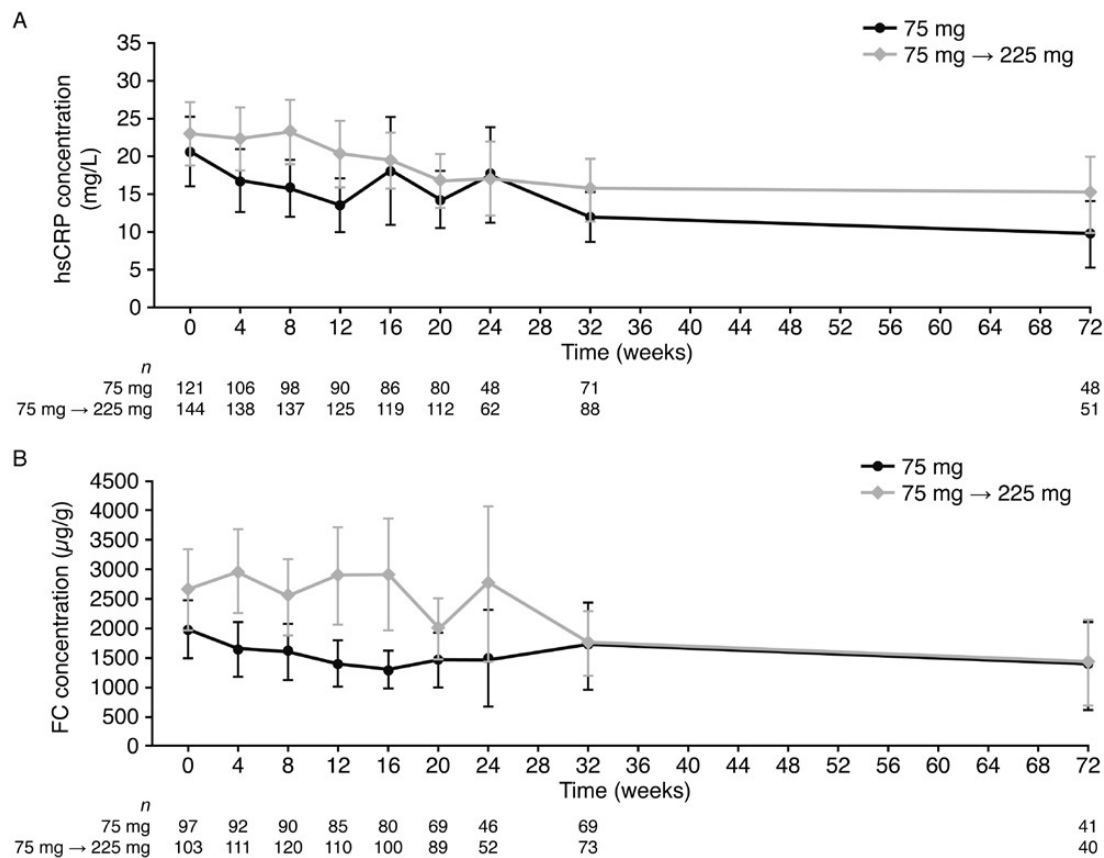 A
75 mg
75 mg → 225 mg
35
30
25
20
15
10
5
0
hsCRP concentration
(mg/L)
0 4 8 12 16 20 24 28 32 36 40 44 48 52 56 60 64 68 72
Time (weeks)
n
75 mg 121 106 98 90 86 80 48 71 48
75 mg → 225 mg 144 138 137 125 119 112 62 88 51
B
75 mg
75 mg → 225 mg
4500
4000
3500
3000
2500
2000
1500
1000
500
0
FC concentration (µg/g)
0 4 8 12 16 20 24 28 32 36 40 44 48 52 56 60 64 68 72
Time (weeks)
n
75 mg 97 92 90 85 80 69 46 69 41
75 mg → 225 mg 103 111 120 110 100 89 52 73 40